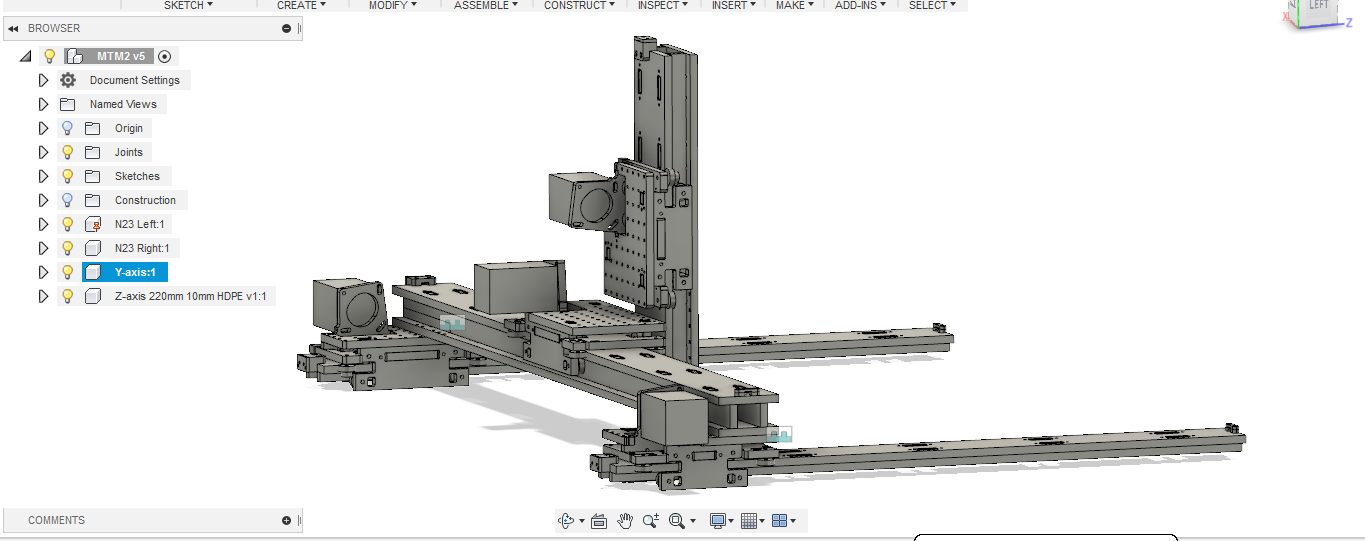 SKETCH CREATE MODIFY ASSEMBLE CONSTRUCT INSPECT INSERT MAKE ADD-INS SELECT
LEFT
X
Z
BROWSER
MTM2 v5
Document Settings
Named Views
Origin
Joints
Sketches
Construction
N23 Left:1
N23 Right:1
Y-axis:1
Z-axis 220mm 10mm HDPE v1:1
COMMENTS